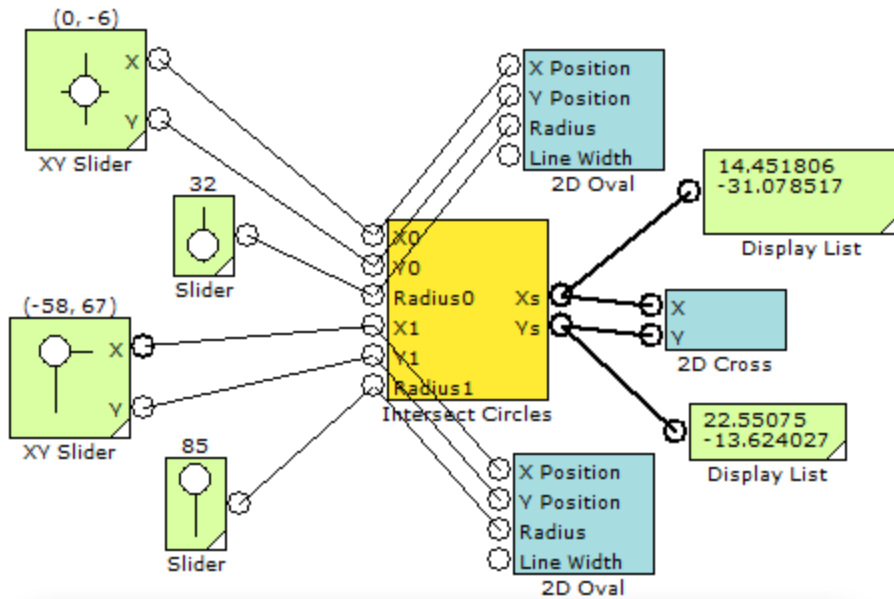 (0, -6)
X
Y
XY Slider
32
Slider
(-58, 67)
X
Y
XY Slider
85
Slider
X0
Y0
Radius0
X1
Y1
Radius1
Xs
Ys
Intersect Circles
X Position
Y Position
Radius
Line Width
2D Oval
14.451806
-31.078517
Display List
X
Y
2D Cross
22.55075
-13.624027
Display List
X Position
Y Position
Radius
Line Width
2D Oval